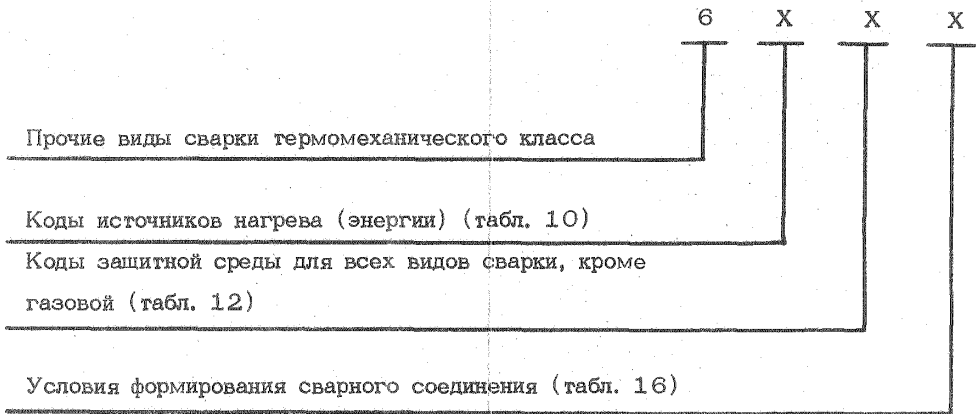 6 X X X
Прочие виды сварки термомеханического класса
Коды источников нагрева (энергии) (табл. 10)
Коды защитной среды для всех видов сварки, кроме
газовой (табл. 12)
Условия формирования сварного соединения (табл. 16)